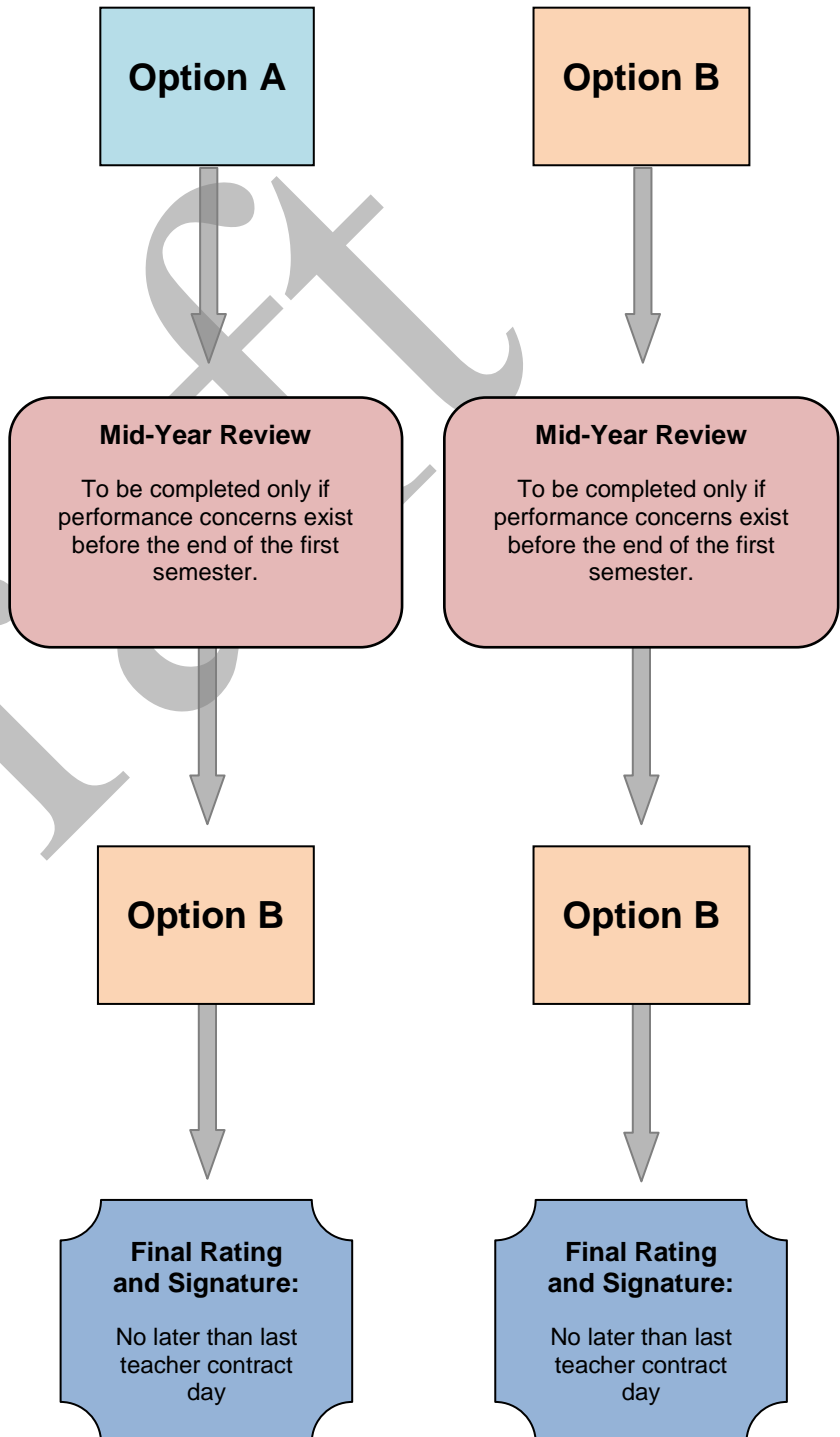 Option A
Option B
Mid-Year Review
To be completed only if
performance concerns exist
before the end of the first
semester.
Mid-Year Review
To be completed only if
performance concerns exist
before the end of the first
semester.
Option B
Option B
Final Rating
and Signature:
No later than last
teacher contract
day
Final Rating
and Signature:
No later than last
teacher contract
day